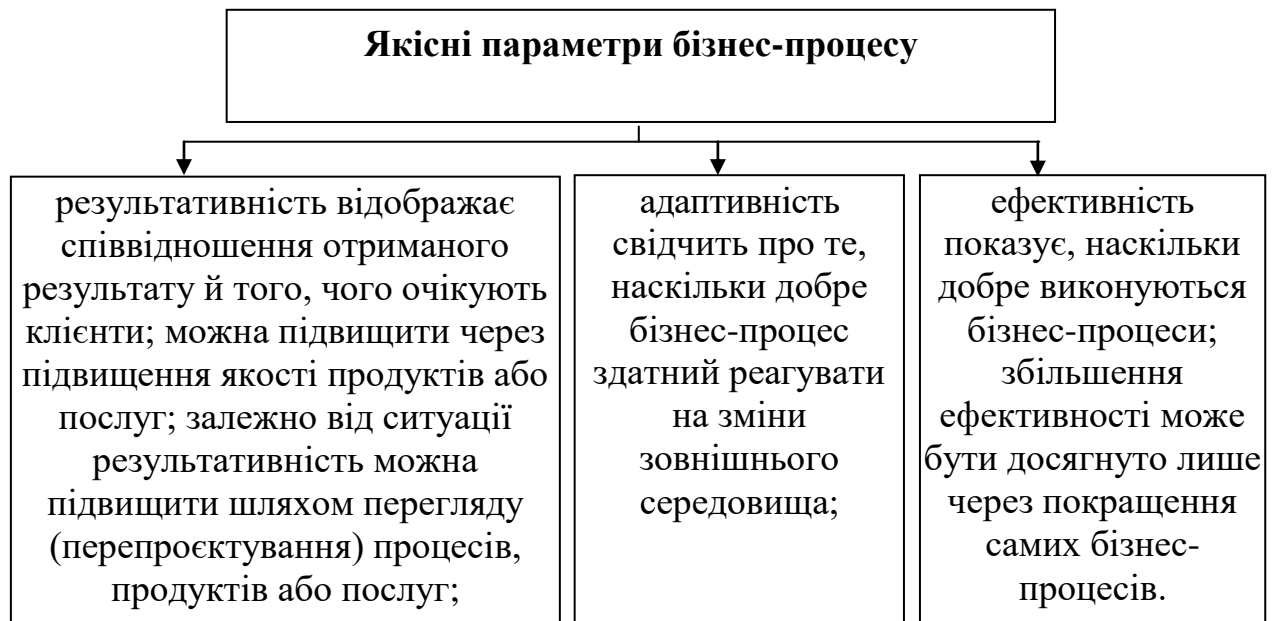 Якісні параметри бізнес-процесу
результативність відображає
співвідношення отриманого
результату й того, чого очікують
клієнти; можна підвищити через
підвищення якості продуктів або
послуг; залежно від ситуації
результативність можна
підвищити шляхом перегляду
(перепроєктування) процесів,
продуктів або послуг;
адаптивність
свідчить про те,
наскільки добре
бізнес-процес
здатний реагувати
на зміни
зовнішнього
середовища;
ефективність
показує, наскільки
добре виконуються
бізнес-процеси;
збільшення
ефективності може
бути досягнуто лише
через покращення
самих бізнес-
процесів.